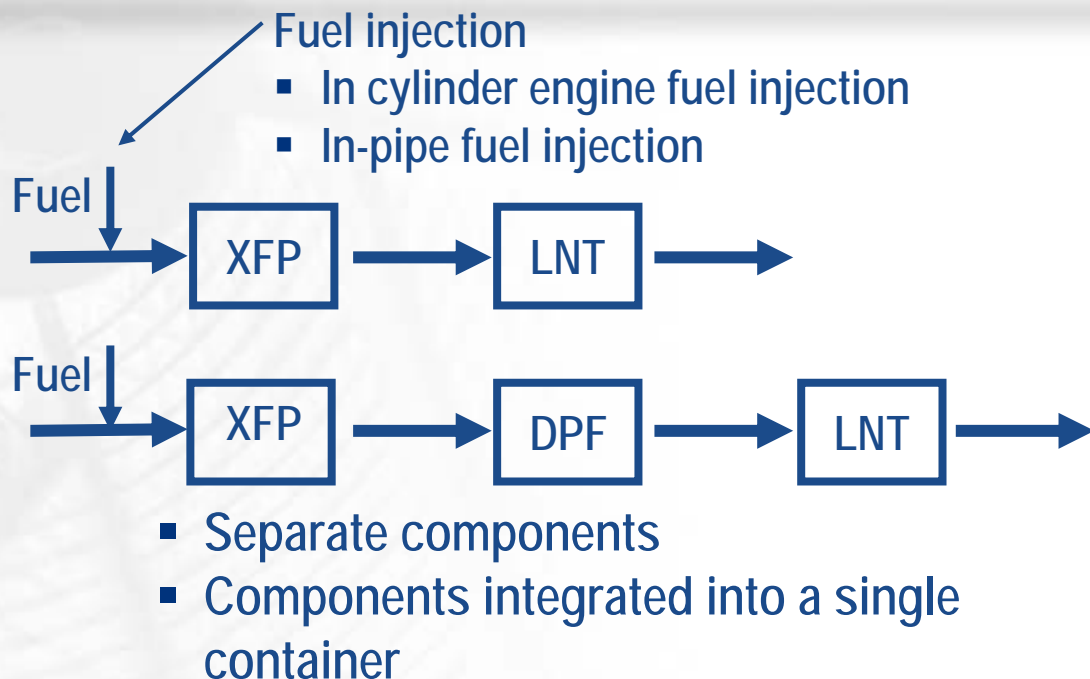 Fuel injection
▪ In cylinder engine fuel injection
▪ In-pipe fuel injection
Fuel
XFP
LNT
Fuel
XFP
DPF
LNT
▪ Separate components
▪ Components integrated into a single
container